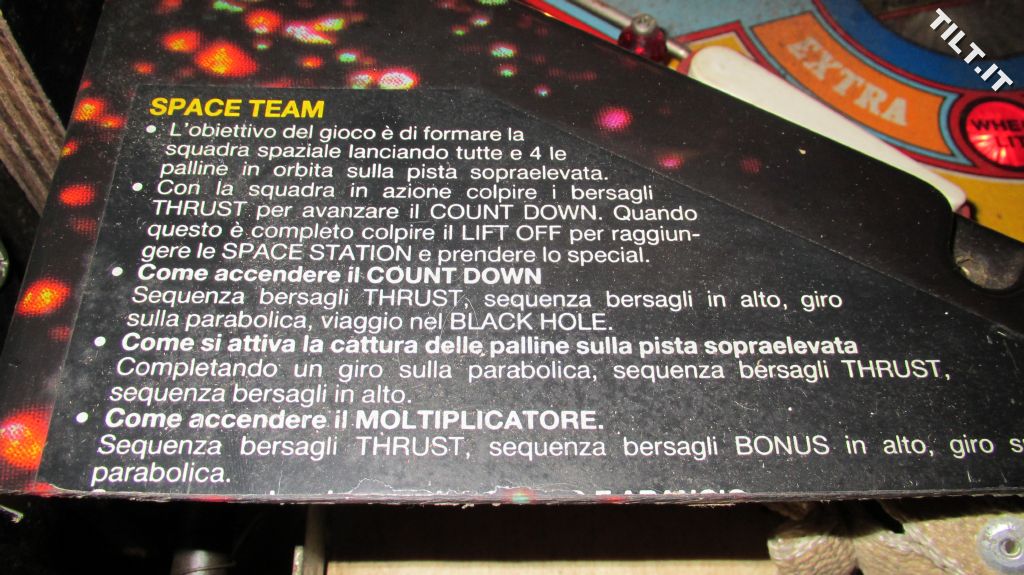 TILT.IT
EXTRA
WHEN
LIT
SPACE TEAM
• L'obiettivo del gioco è di formare la
squadra spaziale lanciando tutte e 4 le
palline in orbita sulla pista sopraelevata.
• Con la squadra in azione colpire i bersagli
THRUST per avanzare il COUNT DOWN. Quando
questo è completo colpire il LIFT OFF per raggiun-
gere le SPACE STATION e prendere lo special.
• Come accendere il COUNT DOWN
Sequenza bersagli THRUST, sequenza bersagli in alto, giro
sulla parabolica, viaggio nel BLACK HOLE.
• Come si attiva la cattura delle palline sulla pista sopraelevata
Completando un giro sulla parabolica, sequenza bersagli THRUST,
sequenza bersagli in alto.
• Come accendere il MOLTIPLICATORE.
Sequenza bersagli THRUST, sequenza bersagli BONUS in alto, giro
parabolica.